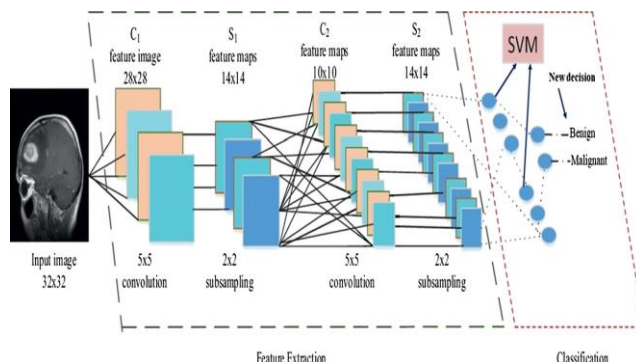 C1
feature image
28x28
S1
feature maps
14x14
C2
feature maps
10x10
S2
feature maps
14x14
SVM
New decision
Benign
Malignant
Input image
32x32
5x5
convolution
2x2
subsampling
5x5
convolution
2x2
subsampling
Feature Extraction
Classification